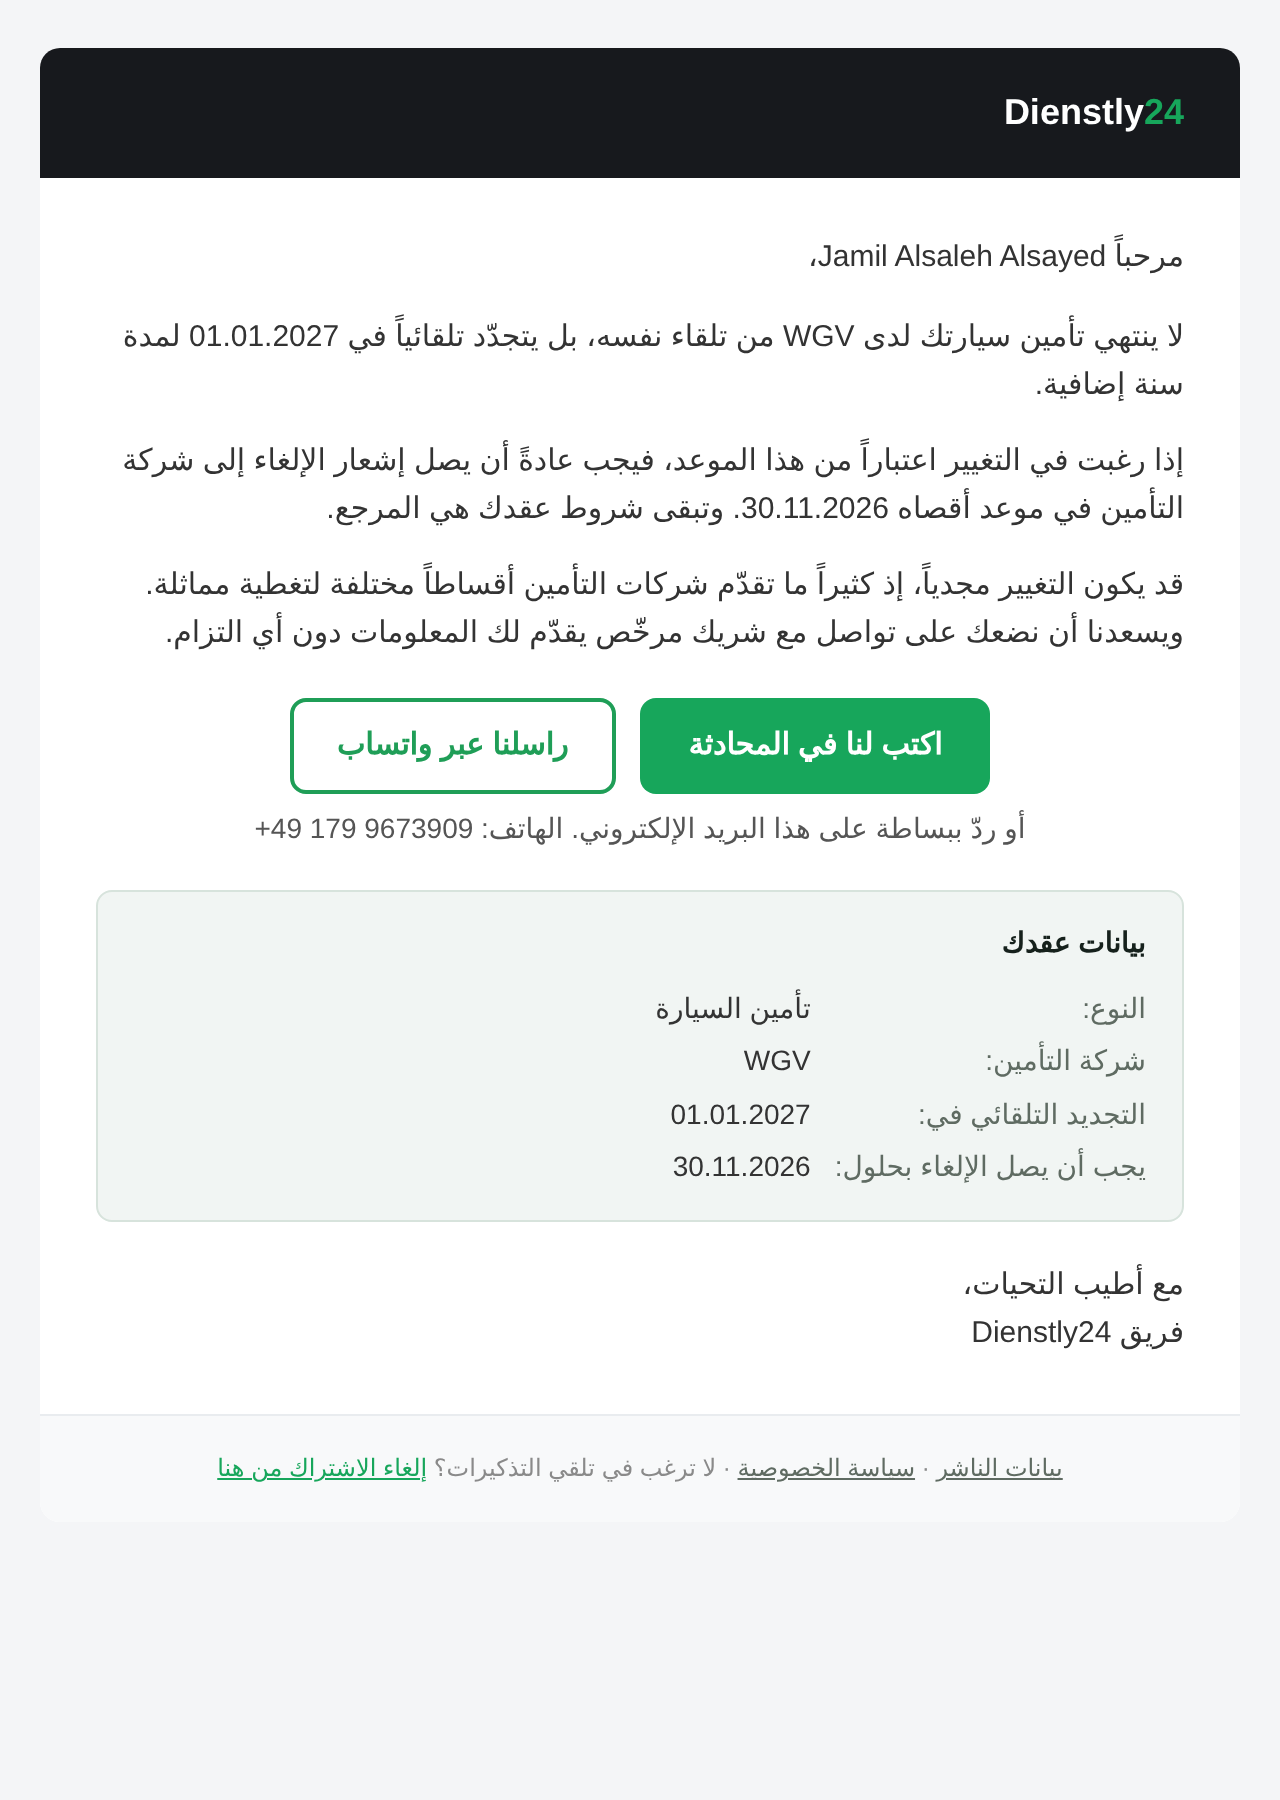 Dienstly24
مرحباً Jamil Alsaleh Alsayed،
لا ينتهي تأمين سيارتك لدى WGV من تلقاء نفسه، بل يتجدّد تلقائياً في 01.01.2027 لمدة
سنة إضافية.
إذا رغبت في التغيير اعتباراً من هذا الموعد، فيجب عادةً أن يصل إشعار الإلغاء إلى شركة
التأمين في موعد أقصاه 30.11.2026. وتبقى شروط عقدك هي المرجع.
قد يكون التغيير مجدياً، إذ كثيراً ما تقدّم شركات التأمين أقساطاً مختلفة لتغطية مماثلة.
ويسعدنا أن نضعك على تواصل مع شريك مرخّص يقدّم لك المعلومات دون أي التزام.
اكتب لنا في المحادثة راسلنا عبر واتساب
أو ردّ ببساطة على هذا البريد الإلكتروني. الهاتف: +49 179 9673909
بيانات عقدك
النوع: تأمين السيارة
شركة التأمين: WGV
التجديد التلقائي في: 01.01.2027
يجب أن يصل الإلغاء بحلول: 30.11.2026
مع أطيب التحيات،
فريق Dienstly24
بيانات الناشر · سياسة الخصوصية · لا ترغب في تلقي التذكيرات؟ إلغاء الاشتراك من هنا